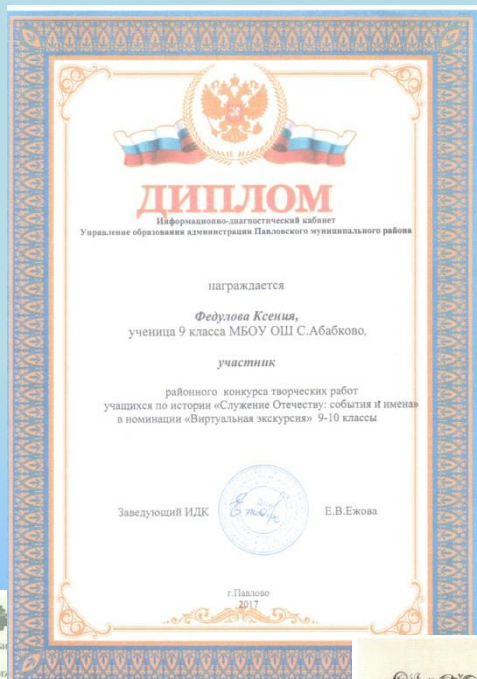 ДИПЛОМ
Информационно-диагностический кабинет
Управление образования администрации Павловского муниципального района
награждается
Федулова Ксения,
ученица 9 класса МБОУ ОШ С.Абабково,
участник
районного конкурса творческих работ
учащихся по истории «Служение Отечеству: события и имена»
в номинации «Виртуальная экскурсия» 9-10 классы
Заведующий ИДК
Е.В.Ежова
г.Павлово
2017